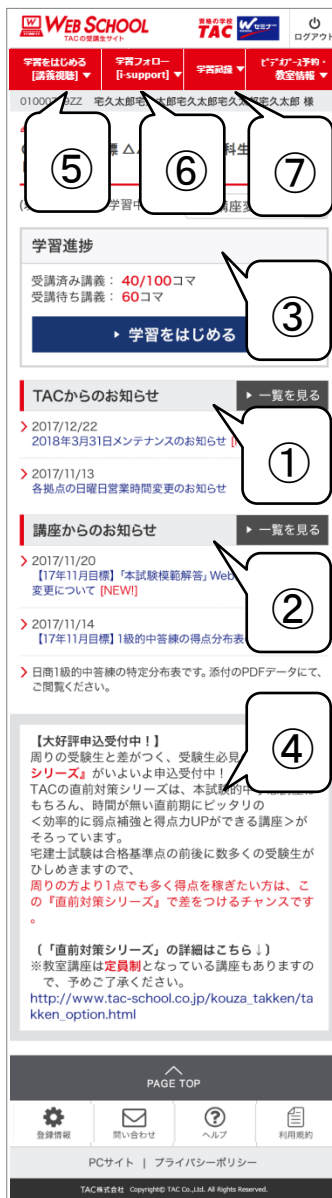 WEB SCHOOL
TACの受講生サイト
資格の学校
TAC
Wセミナー
ログアウト
学習をはじめる
[講義視聴] ▼
学習フォロー
[i-support] ▼
学習記録 ▼
ビデオブース予約・
教室情報 ▼
宅久太郎宅久太郎宅久太郎 様
⑤
⑥
⑦
学習進捗
受講済み講義： 40/100コマ
受講待ち講義： 60コマ
▶ 学習をはじめる
③
TACからのお知らせ
▶ 一覧を見る
2017/12/22
2018年3月31日メンテナンスのお知らせ
2017/11/13
各拠点の日曜日営業時間変更のお知らせ
①
講座からのお知らせ
▶ 一覧を見る
2017/11/20
【17年11月目標】「本試験模範解答」Web
変更について [NEW!]
2017/11/14
【17年11月目標】1級的中答練の得点分布表
②
日商1級的中答練の特定分布表です。添付のPDFデータにて、
ご閲覧ください。
【大好評申込受付中！】
周りの受験生と差がつく、受験生必見
シリーズ』がいよいよ申込受付中！
TACの直前対策シリーズは、本試験的中
もちろん、時間が無い直前期にピッタリの
＜効率的に弱点補強と得点力UPができる講座＞が
そろっています。
宅建士試験は合格基準点の前後に数多くの受験生が
ひしめきますので、
周りの方より1点でも多く得点を稼ぎたい方は、こ
の『直前対策シリーズ』で差をつけるチャンスです
。
④
(「直前対策シリーズ」の詳細はこちら↓)
※教室講座は定員制となっている講座もありますの
で、予めご了承ください。
http://www.tac-school.co.jp/kouza_takken/ta
kken_option.html
PAGE TOP
登録情報
問い合わせ
ヘルプ
利用規約
PCサイト | プライバシーポリシー
TAC株式会社 Copyright© TAC Co.,Ltd. All Rights Reserved.